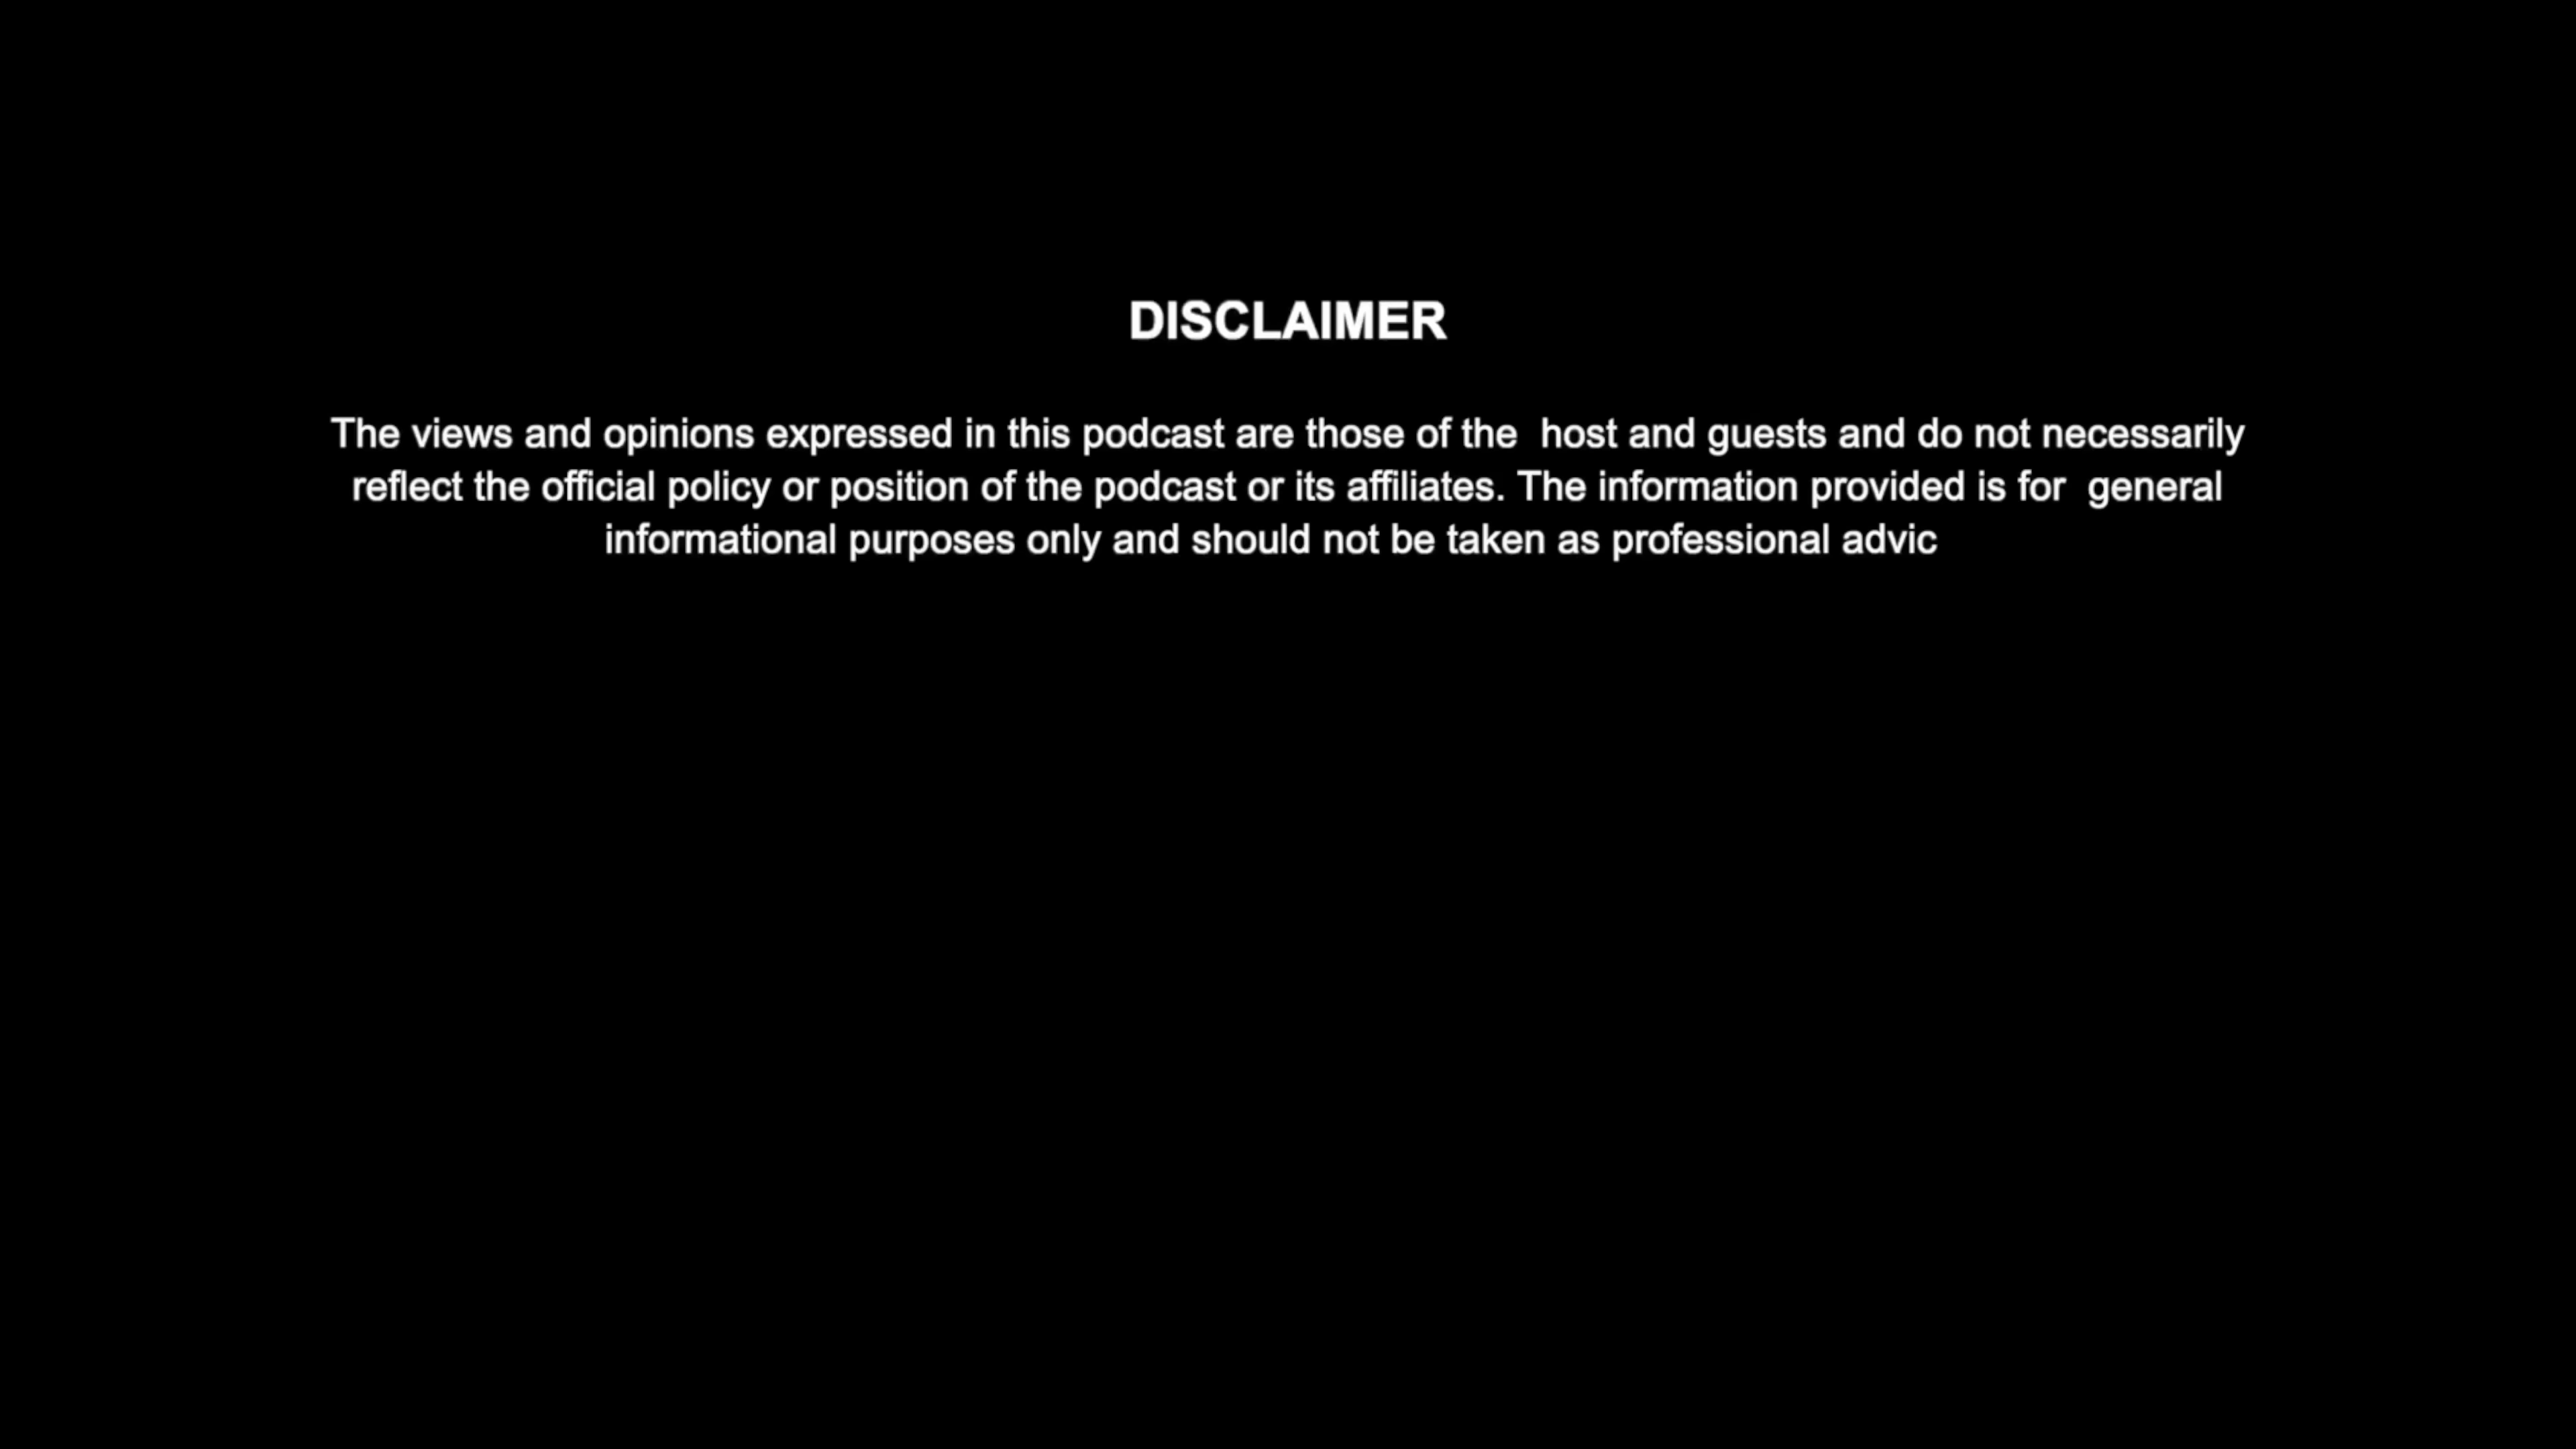 DISCLAIMER
The views and opinions expressed in this podcast are those of the  host and guests and do not necessarily
reflect the official policy or position of the podcast or its affiliates. The information provided is for  general
informational purposes only and should not be taken as professional advic